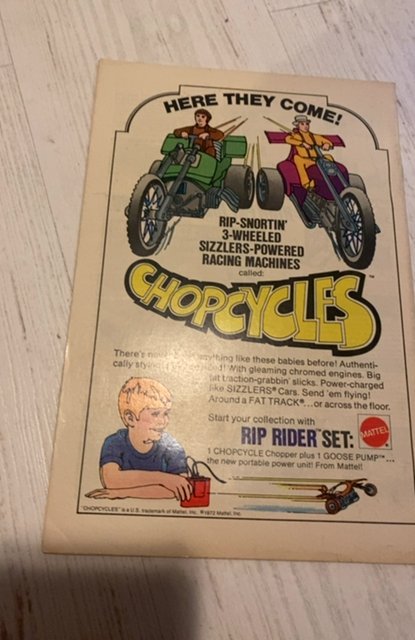 HERE THEY COME!
RIP-SNORTIN'
3-WHEELED
SIZZLERS-POWERED
RACING MACHINES
called:
CHOPCYCLES™
There's anything like these babies before! Authenti-
cally With gleaming chromed engines. Big
fat traction-grabbin' slicks. Power-charged
like SIZZLERS® Cars. Send 'em flying!
Around a FAT TRACK®...or across the floor.
Start your collection with
RIP RIDER™ SET:
MATTEL
1 CHOPCYCLE Chopper plus 1 GOOSE PUMP™...
the new portable power unit! From Mattel!
"CHOPCYCLES" is a U.S. trademark of Mattel, Inc. ©1972 Mattel, Inc.